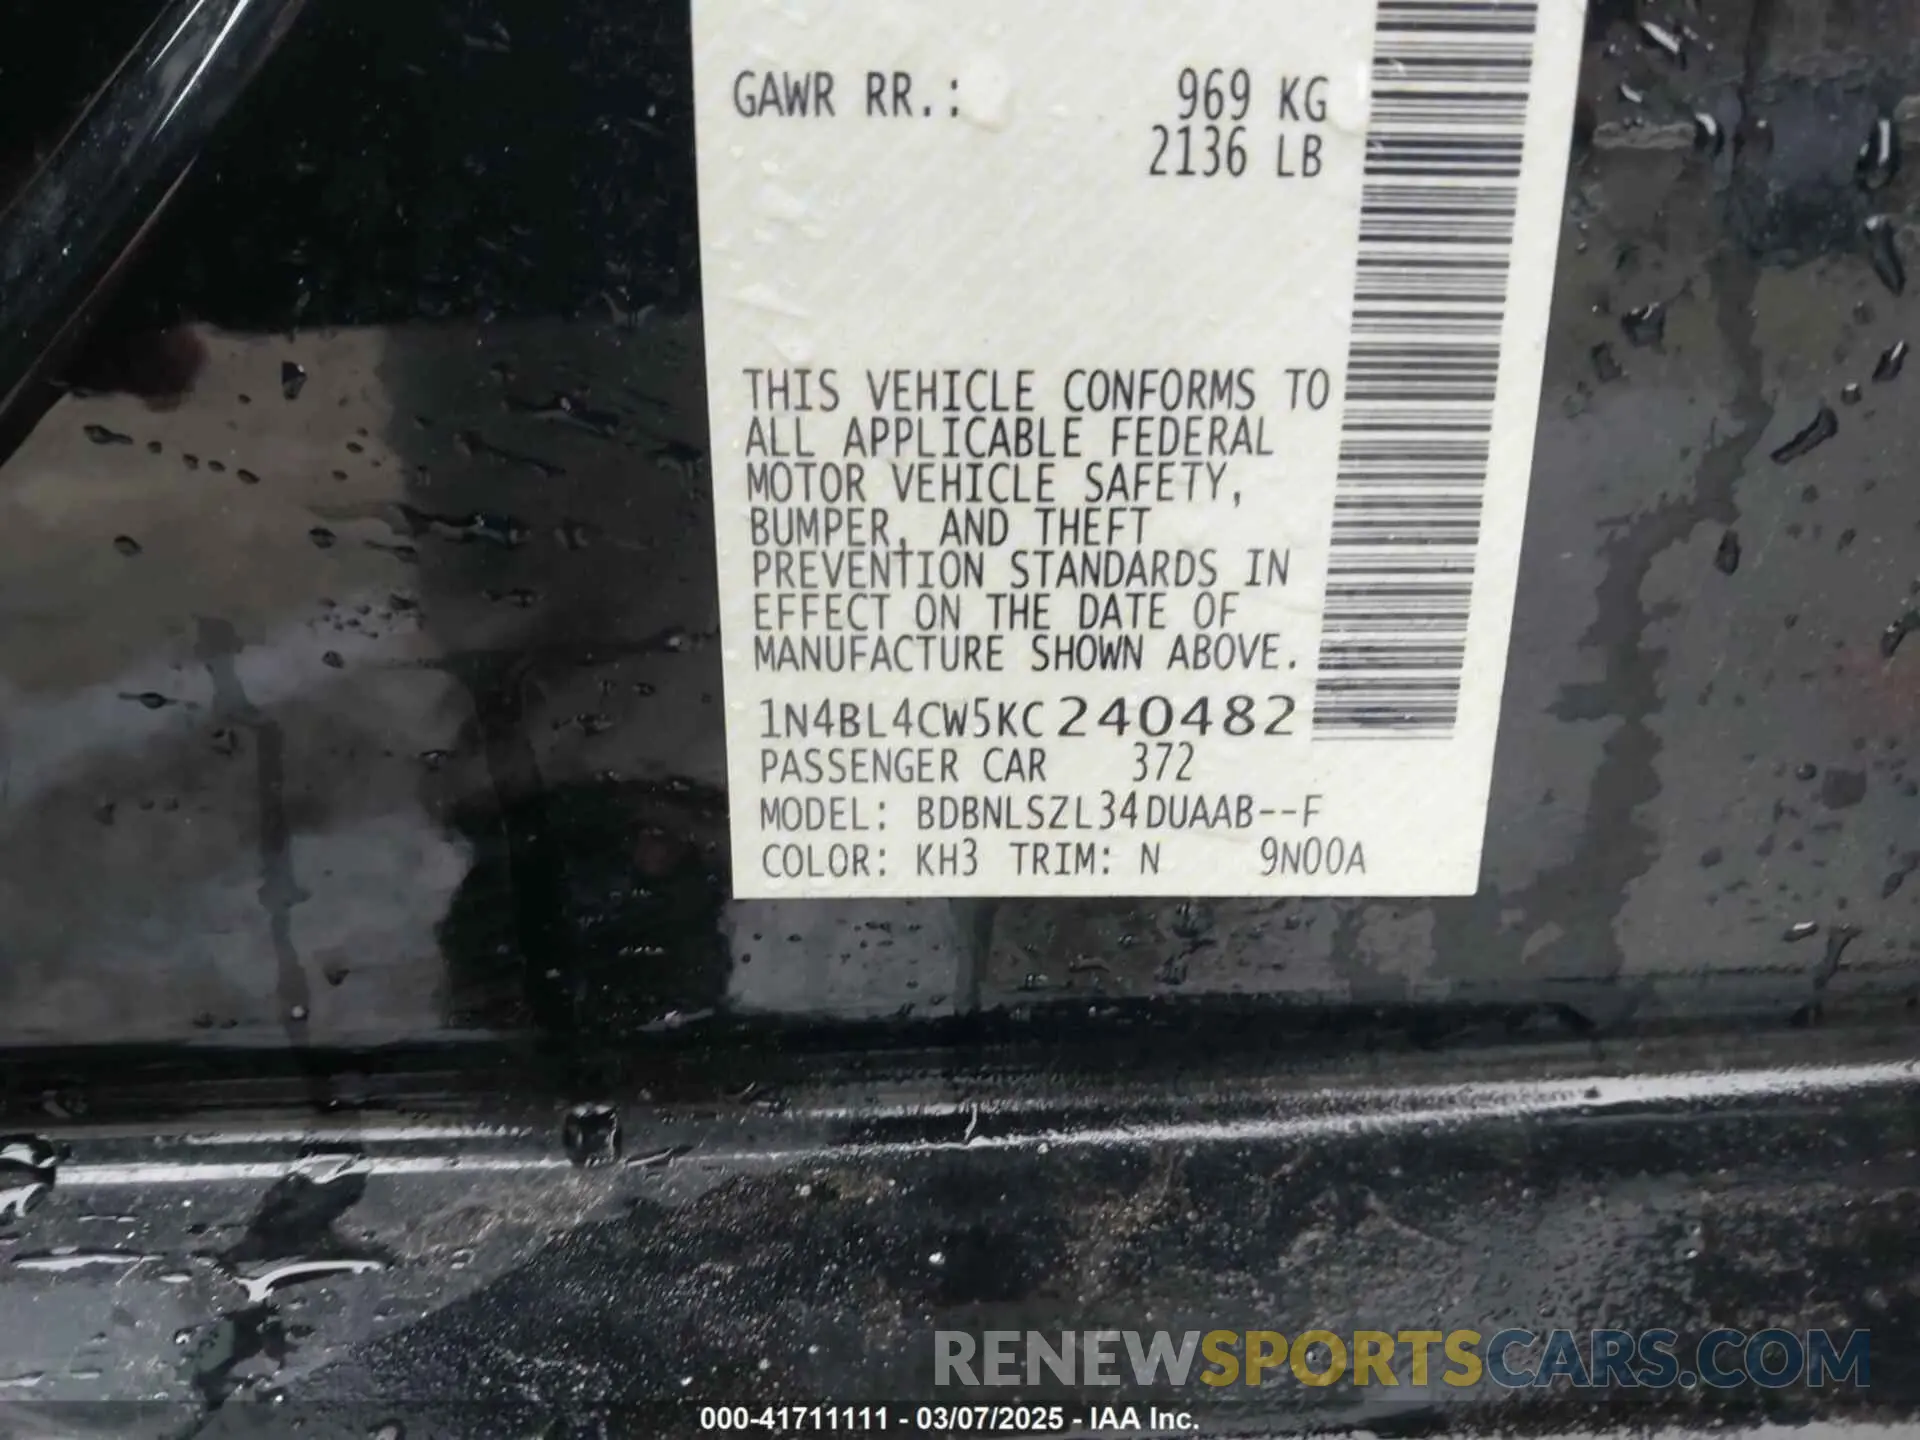 GAWR RR.: 969 KG
2136 LB
THIS VEHICLE CONFORMS TO
ALL APPLICABLE FEDERAL
MOTOR VEHICLE SAFETY,
BUMPER, AND THEFT
PREVENTION STANDARDS IN
EFFECT ON THE DATE OF
MANUFACTURE SHOWN ABOVE.
1N4BL4CW5KC240482
PASSENGER CAR 372
MODEL: BDBNLSZL34DUAAB--F
COLOR: KH3 TRIM: N 9N00A
RENEWSPORTSCARS.COM
000-41711111 - 03/07/2025 - IAA Inc.